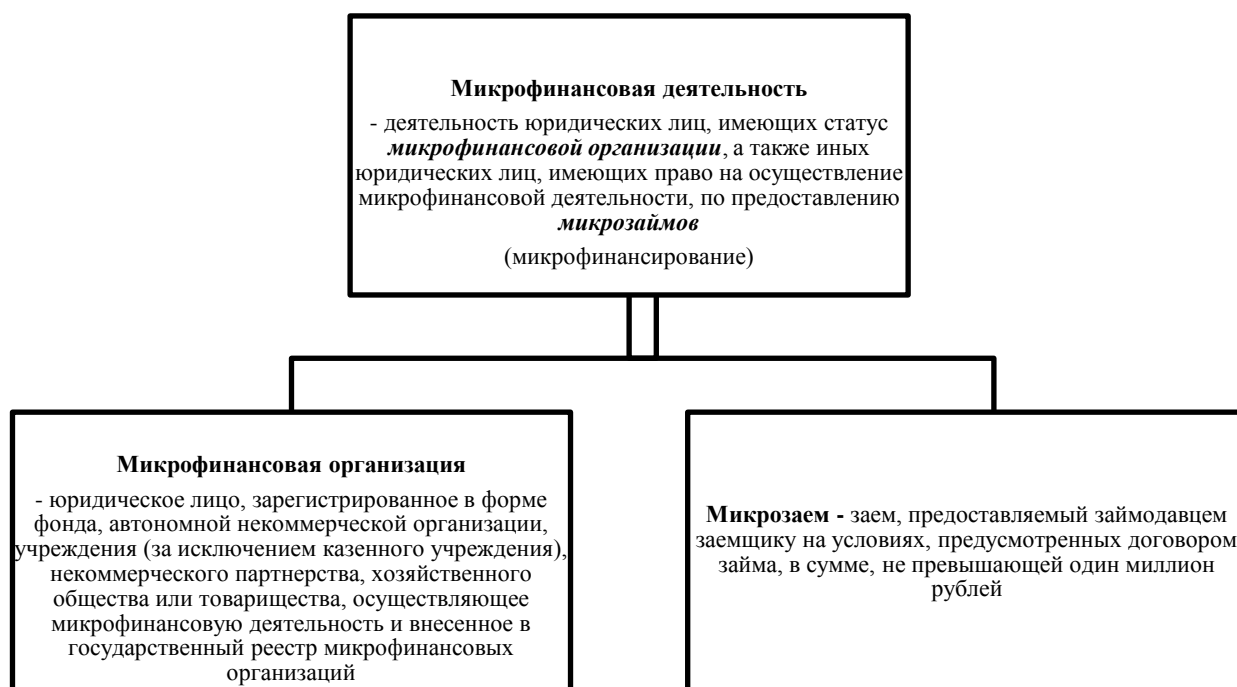 Микрофинансовая деятельность
- деятельность юридических лиц, имеющих статус
микрофинансовой организации, а также иных
юридических лиц, имеющих право на осуществление
микрофинансовой деятельности, по предоставлению
микрозаймов
(микрофинансирование)
Микрофинансовая организация
- юридическое лицо, зарегистрированное в форме
фонда, автономной некоммерческой организации,
учреждения (за исключением казенного учреждения),
некоммерческого партнерства, хозяйственного
общества или товарищества, осуществляющее
микрофинансовую деятельность и внесенное в
государственный реестр микрофинансовых
организаций
Микрозаем - заем, предоставляемый займодавцем
заемщику на условиях, предусмотренных договором
займа, в сумме, не превышающей один миллион
рублей